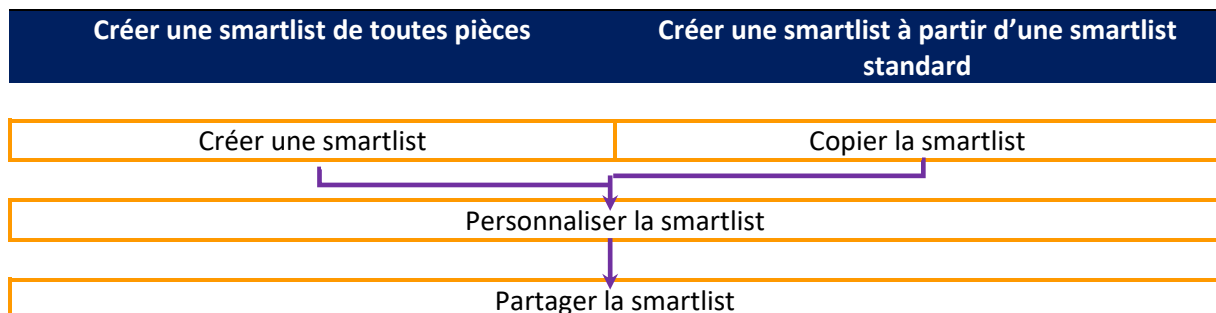 Créer une smartlist de toutes pièces
Créer une smartlist à partir d’une smartlist
standard
Créer une smartlist
Copier la smartlist
Personnaliser la smartlist
Partager la smartlist